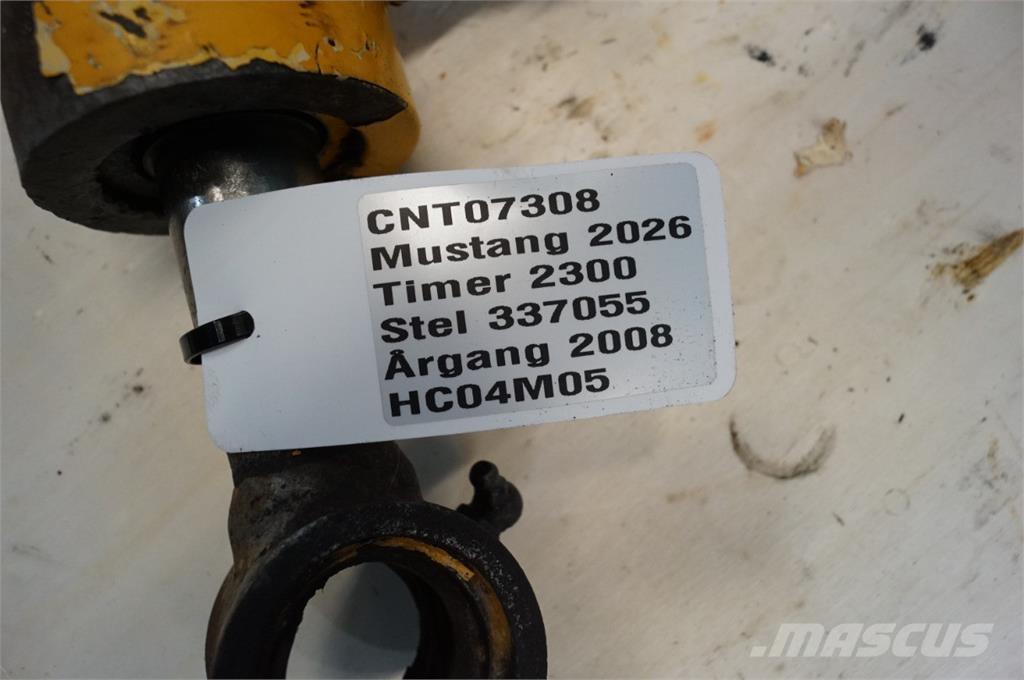 CNT07308
Mustang 2026
Timer 2300
Stel 337055
Årgang 2008
HC04M05
MASCUS